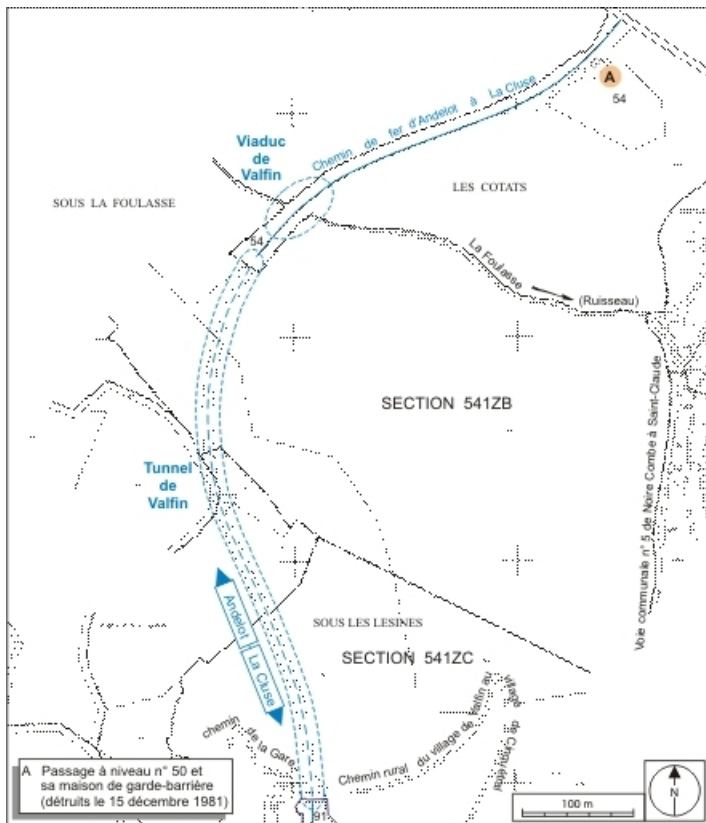 A
54
Chemin de fer d'Andelot à La Cluse
Viaduc
de
Valfin
SOUS LA FOULASSE
LES COTATS
54
La Foulasse
(Ruisseau)
SECTION 541ZB
Voie communale n° 5 de Noire Combe à Saint-Claude
Tunnel
de
Valfin
Andelot
La Cluse
SOUS LES LESINES
SECTION 541ZC
chemin de la Gare
Chemin rural du village de Valfin au village de Cinquétral
A Passage à niveau n° 50 et
sa maison de garde-barrière
(détruits le 15 décembre 1981)
91
100 m
N